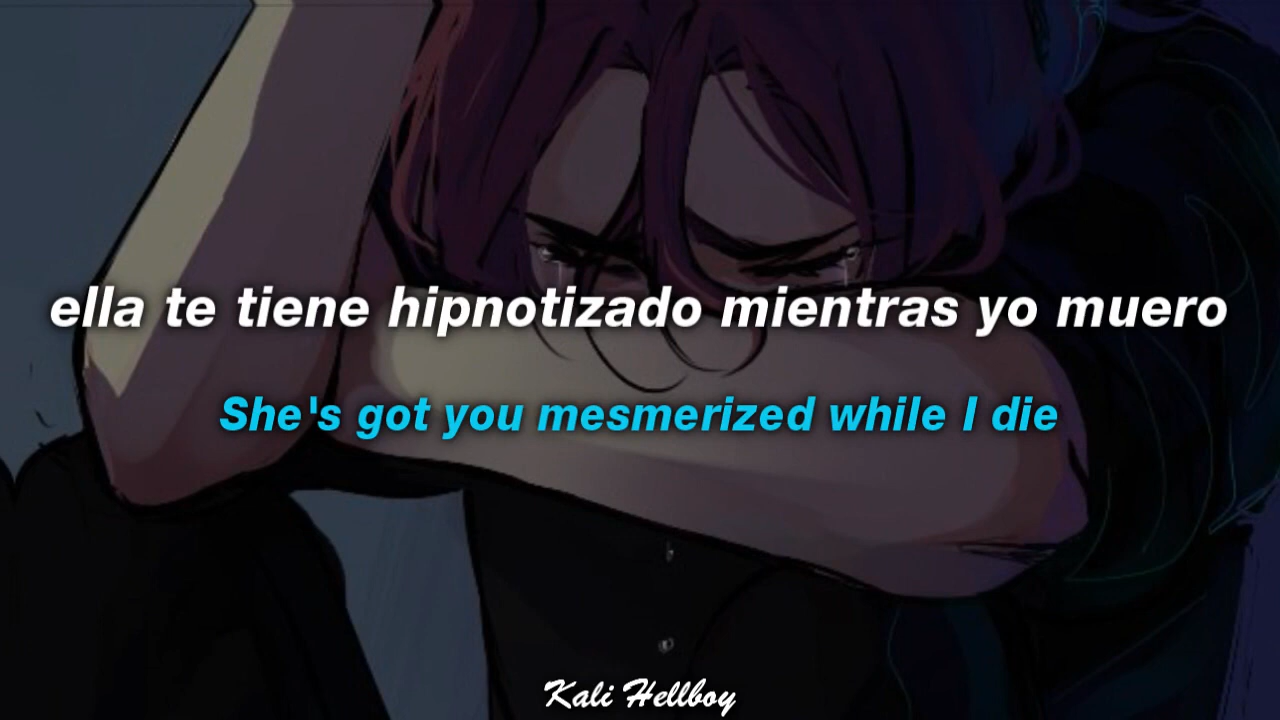 ella te tiene hipnotizado mientras yo muero
She's got you mesmerized while I die
Kali Hellboy